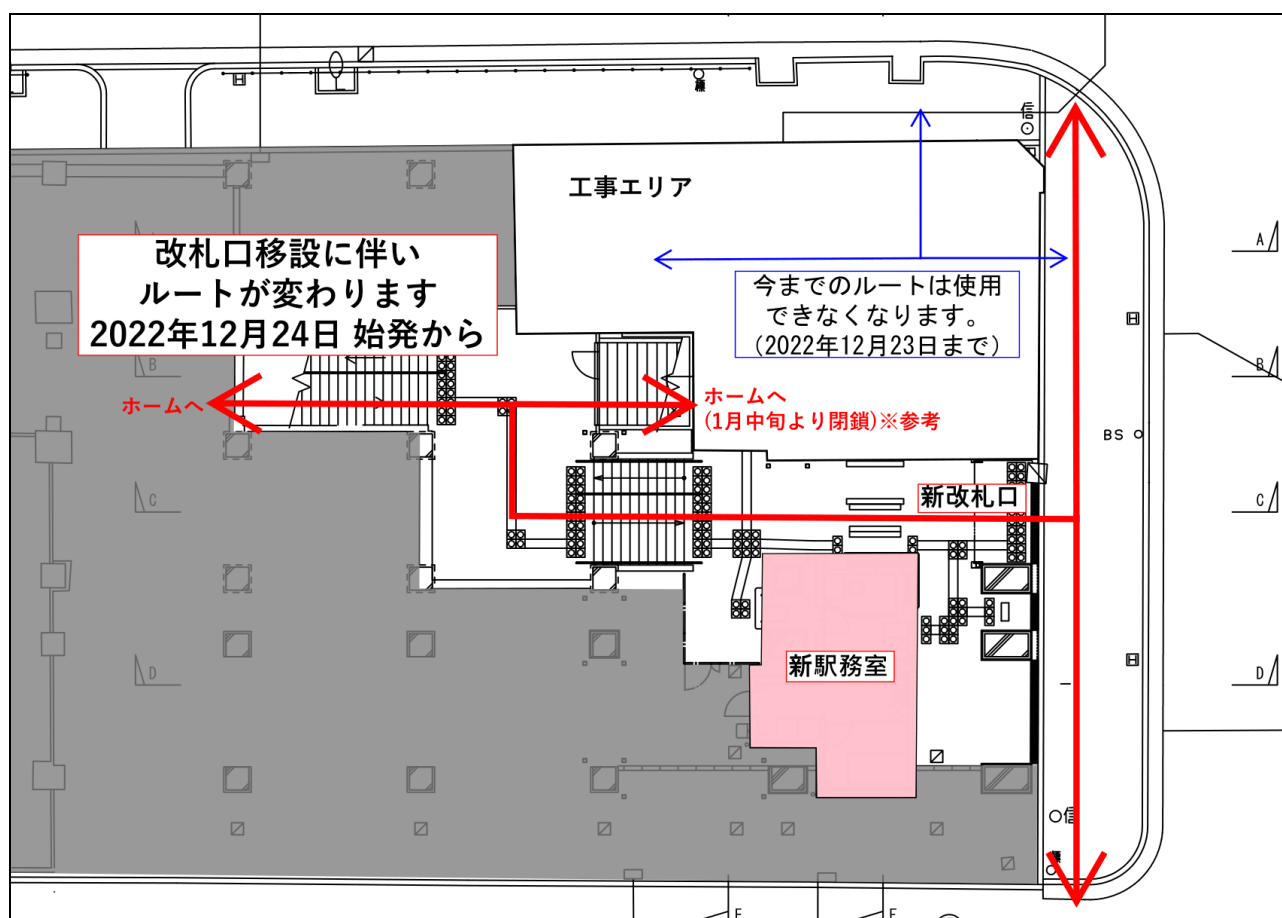 信
工事エリア
A
改札口移設に伴い
ルートが変わります
2022年12月24日 始発から
今までのルートは使用
できなくなります。
(2022年12月23日まで)
B
B
ホームへ
ホームへ
(1月中旬より閉鎖)※参考
BS
新改札口
C
C
新駅務室
D
D
信
F
F